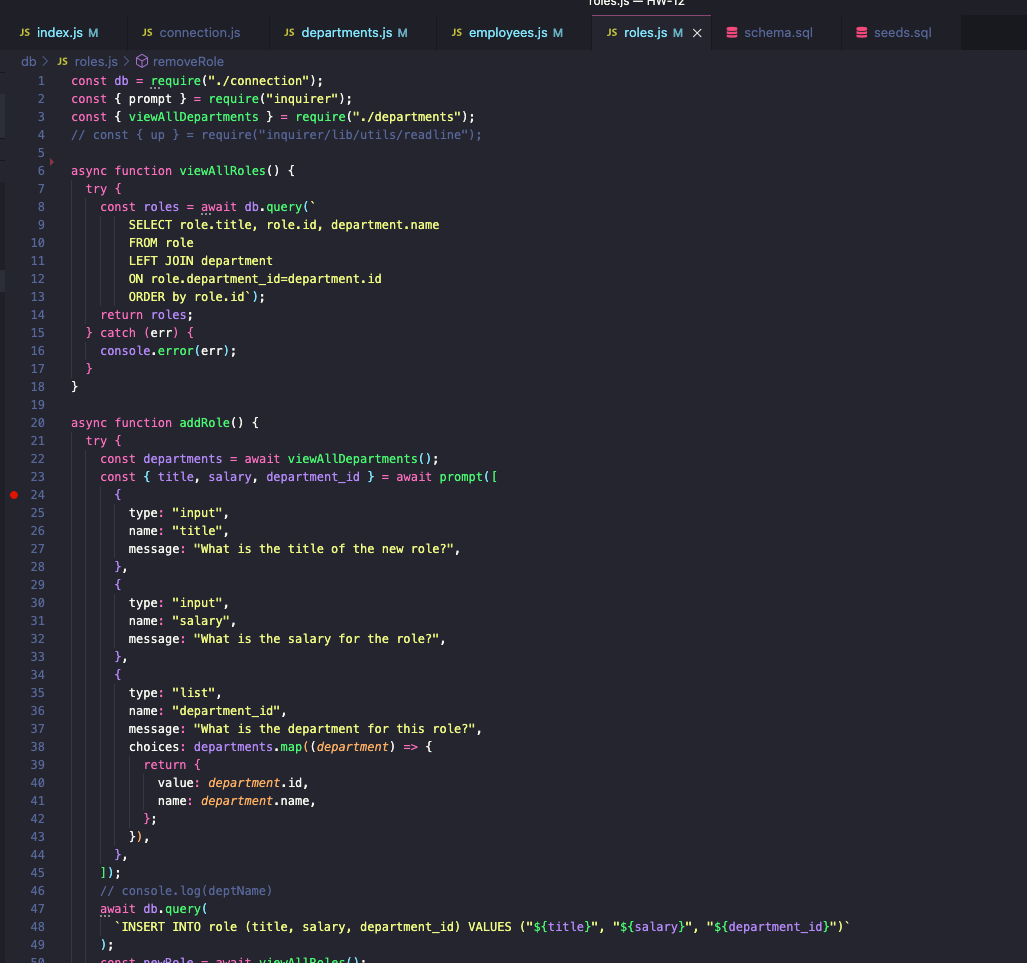 roles.js — HW-12
JS index.js M JS connection.js JS departments.js M JS employees.js M JS roles.js M schema.sql seeds.sql
db JS roles.js removeRole
1 const db = require("./connection");
2 const { prompt } = require("inquirer");
3 const { viewAllDepartments } = require("./departments");
4 // const { up } = require("inquirer/lib/utils/readline");
5
6 async function viewAllRoles() {
7 try {
8 const roles = await db.query(`
9 SELECT role.title, role.id, department.name
10 FROM role
11 LEFT JOIN department
12 ON role.department_id=department.id
13 ORDER by role.id`);
14 return roles;
15 } catch (err) {
16 console.error(err);
17 }
18 }
19
20 async function addRole() {
21 try {
22 const departments = await viewAllDepartments();
23 const { title, salary, department_id } = await prompt([
24 {
25 type: "input",
26 name: "title",
27 message: "What is the title of the new role?",
28 },
29 {
30 type: "input",
31 name: "salary",
32 message: "What is the salary for the role?",
33 },
34 {
35 type: "list",
36 name: "department_id",
37 message: "What is the department for this role?",
38 choices: departments.map((department) => {
39 return {
40 value: department.id,
41 name: department.name,
42 };
43 }),
44 },
45 ]);
46 // console.log(deptName)
47 await db.query(
48 `INSERT INTO role (title, salary, department_id) VALUES ("${title}", "${salary}", "${department_id}")`
49 );
50 const newRole = await viewAllRoles();